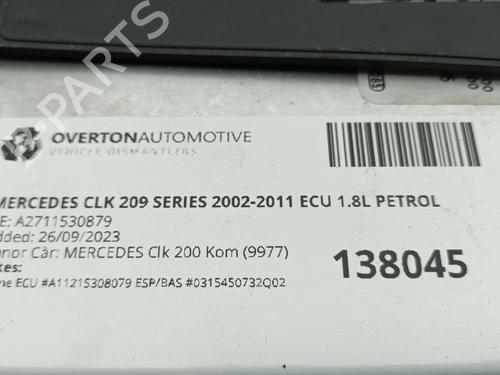 OVERTONAUTOMOTIVE
VEHICLE DISMANTLERS
MERCEDES CLK 209 SERIES 2002-2011 ECU 1.8L PETROL
E: A2711530879
dded: 26/09/2023
onor Car: MERCEDES Clk 200 Kom (9977)
tes:
ne ECU #A11215308079 ESP/BAS #0315450732Q02
138045
B-PARTS